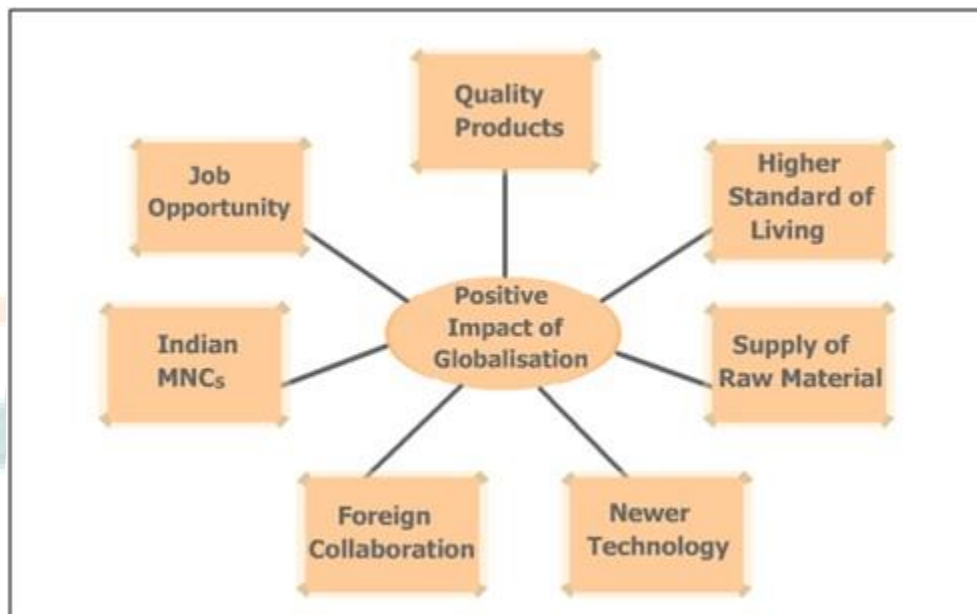 Quality
Products
Higher
Standard of
Living
Job
Opportunity
Positive
Impact of
Globalisation
Indian
MNCs
Supply of
Raw Material
Foreign
Collaboration
Newer
Technology